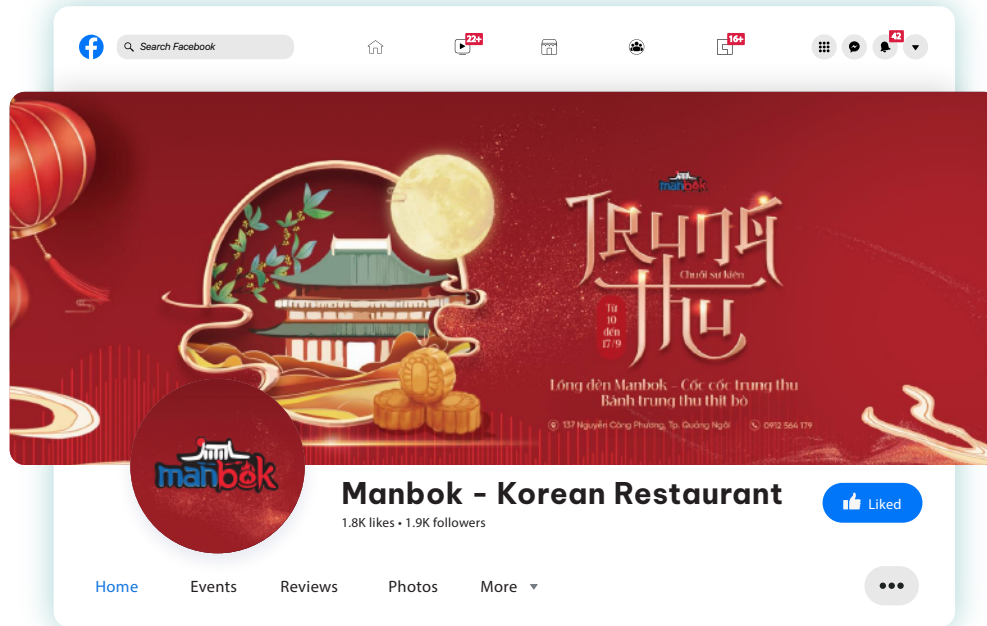 Search Facebook
22+
16+
42
manbok
TRUNG
Chuỗi sự kiện
Thu
Từ
10
đến
17/9
Lồng đèn Manbok - Cốc cốc trung thu
Bánh trung thu thịt bò
137 Nguyễn Công Phương, Tp. Quảng Ngãi
0912 564 179
manbok
Manbok - Korean Restaurant
1.8K likes • 1.9K followers
Liked
Home
Events
Reviews
Photos
More